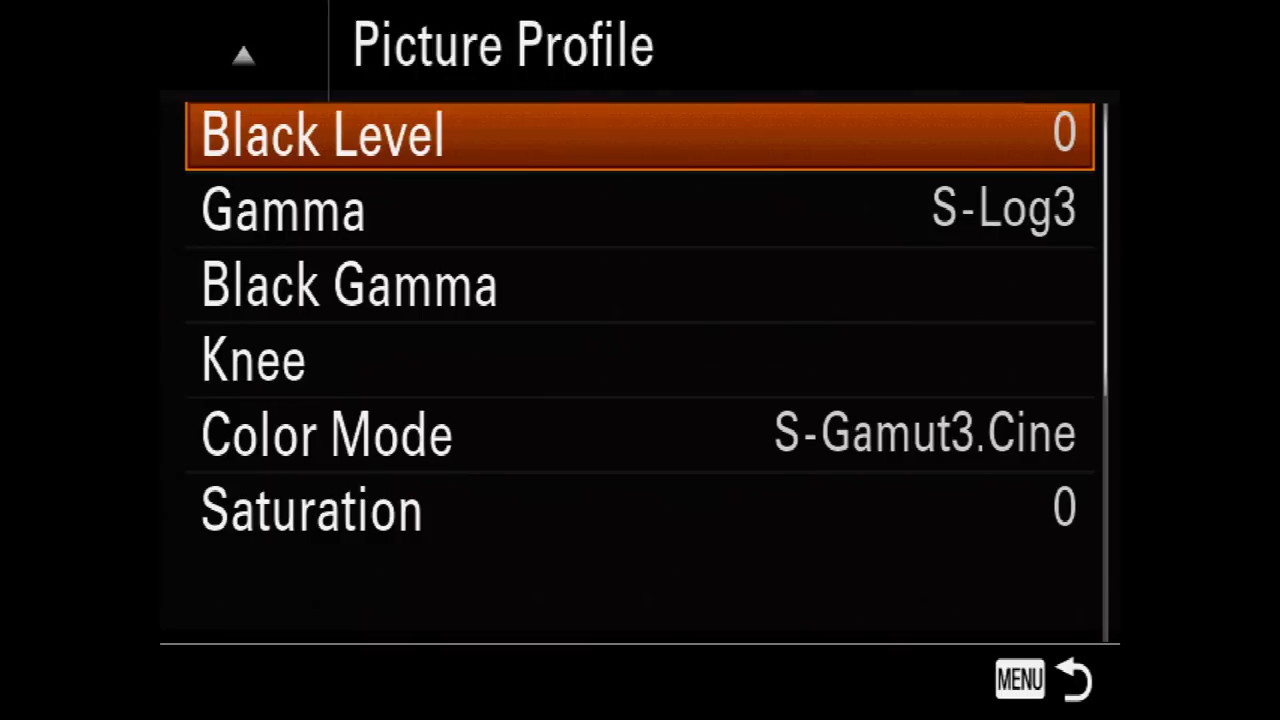 Picture Profile
Black Level 0
Gamma S-Log3
Black Gamma
Knee
Color Mode S-Gamut3.Cine
Saturation 0
MENU